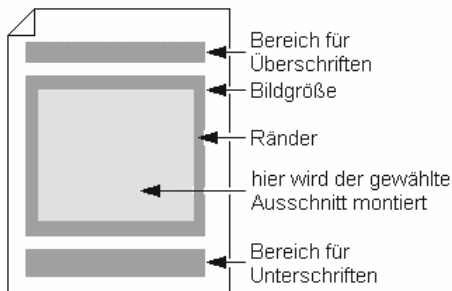 Bereich für
Überschriften
Bildgröße
Ränder
hier wird der gewählte
Ausschnitt montiert
Bereich für
Unterschriften